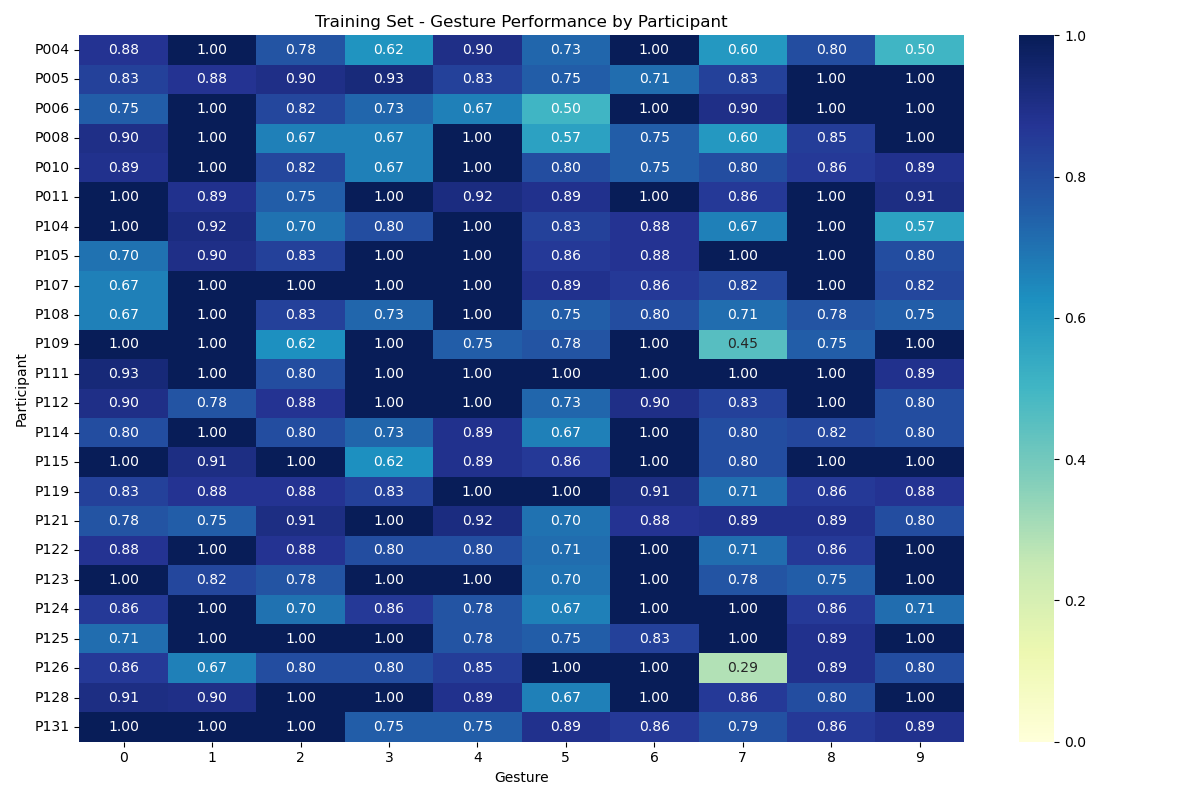 Training Set - Gesture Performance by Participant
P004 0.88 1.00 0.78 0.62 0.90 0.73 1.00 0.60 0.80 0.50
P005 0.83 0.88 0.90 0.93 0.83 0.75 0.71 0.83 1.00 1.00
P006 0.75 1.00 0.82 0.73 0.67 0.50 1.00 0.90 1.00 1.00
P008 0.90 1.00 0.67 0.67 1.00 0.57 0.75 0.60 0.85 1.00
P010 0.89 1.00 0.82 0.67 1.00 0.80 0.75 0.80 0.86 0.89
P011 1.00 0.89 0.75 1.00 0.92 0.89 1.00 0.86 1.00 0.91
P104 1.00 0.92 0.70 0.80 1.00 0.83 0.88 0.67 1.00 0.57
P105 0.70 0.90 0.83 1.00 1.00 0.86 0.88 1.00 1.00 0.80
P107 0.67 1.00 1.00 1.00 1.00 0.89 0.86 0.82 1.00 0.82
P108 0.67 1.00 0.83 0.73 1.00 0.75 0.80 0.71 0.78 0.75
P109 1.00 1.00 0.62 1.00 0.75 0.78 1.00 0.45 0.75 1.00
P111 0.93 1.00 0.80 1.00 1.00 1.00 1.00 1.00 1.00 0.89
P112 0.90 0.78 0.88 1.00 1.00 0.73 0.90 0.83 1.00 0.80
P114 0.80 1.00 0.80 0.73 0.89 0.67 1.00 0.80 0.82 0.80
P115 1.00 0.91 1.00 0.62 0.89 0.86 1.00 0.80 1.00 1.00
P119 0.83 0.88 0.88 0.83 1.00 1.00 0.91 0.71 0.86 0.88
P121 0.78 0.75 0.91 1.00 0.92 0.70 0.88 0.89 0.89 0.80
P122 0.88 1.00 0.88 0.80 0.80 0.71 1.00 0.71 0.86 1.00
P123 1.00 0.82 0.78 1.00 1.00 0.70 1.00 0.78 0.75 1.00
P124 0.86 1.00 0.70 0.86 0.78 0.67 1.00 1.00 0.86 0.71
P125 0.71 1.00 1.00 1.00 0.78 0.75 0.83 1.00 0.89 1.00
P126 0.86 0.67 0.80 0.80 0.85 1.00 1.00 0.29 0.89 0.80
P128 0.91 0.90 1.00 1.00 0.89 0.67 1.00 0.86 0.80 1.00
P131 1.00 1.00 1.00 0.75 0.75 0.89 0.86 0.79 0.86 0.89
0 1 2 3 4 5 6 7 8 9
Gesture
Participant
1.0
0.8
0.6
0.4
0.2
0.0